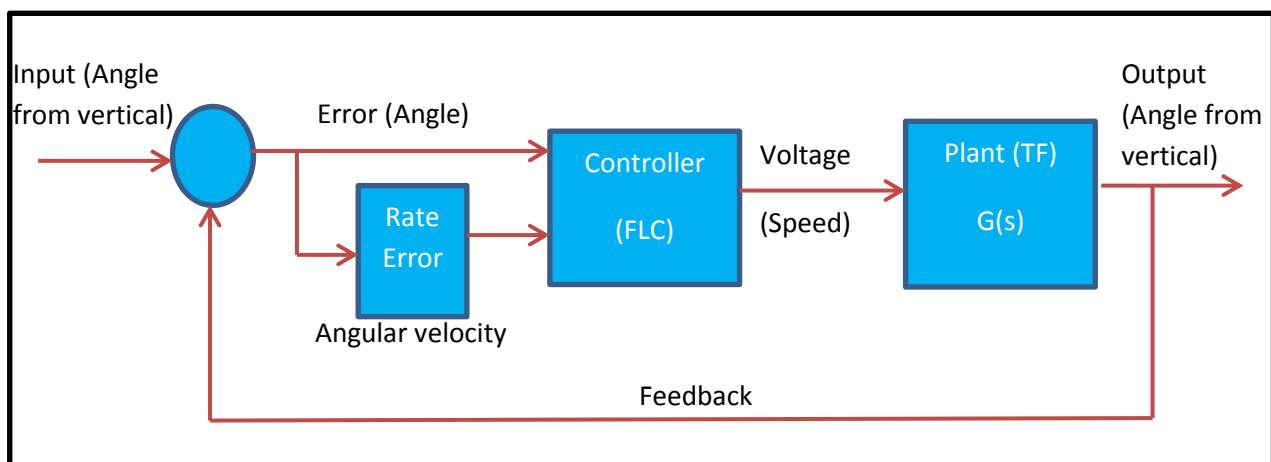 Input (Angle
from vertical)
Error (Angle)
Rate
Error
Angular velocity
Controller
(FLC)
Voltage
(Speed)
Plant (TF)
G(s)
Output
(Angle from
vertical)
Feedback